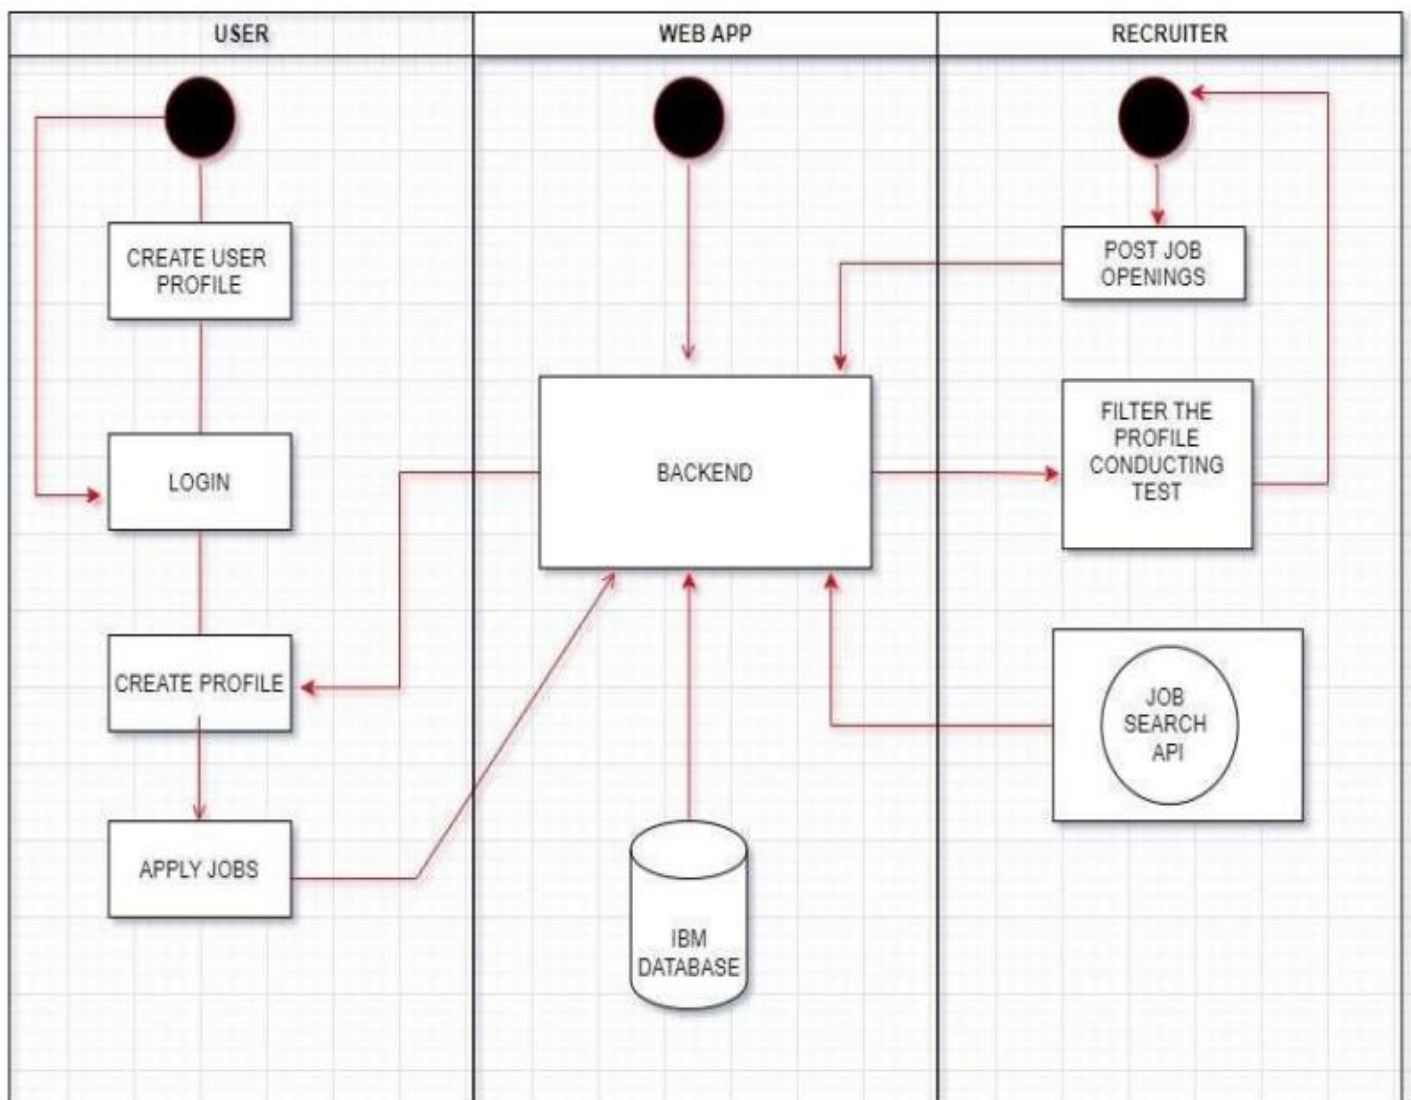 USER
WEB APP
RECRUITER
CREATE USER
PROFILE
LOGIN
CREATE PROFILE
APPLY JOBS
BACKEND
IBM
DATABASE
POST JOB
OPENINGS
FILTER THE
PROFILE
CONDUCTING
TEST
JOB
SEARCH
API